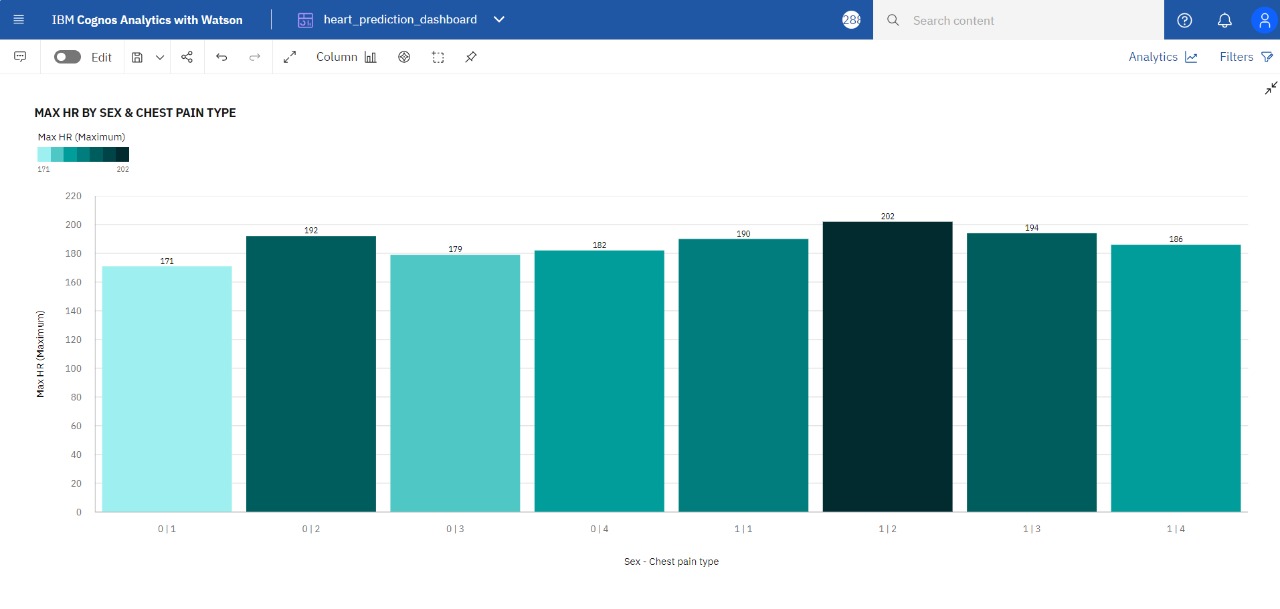 IBM Cognos Analytics with Watson
heart_prediction_dashboard
288
Search content
Edit
Column
Analytics
Filters
MAX HR BY SEX & CHEST PAIN TYPE
Max HR (Maximum)
171 202
Max HR (Maximum)
220
200
180
160
140
120
100
80
60
40
20
0
171
192
179
182
190
202
194
186
0 | 1
0 | 2
0 | 3
0 | 4
1 | 1
1 | 2
1 | 3
1 | 4
Sex - Chest pain type